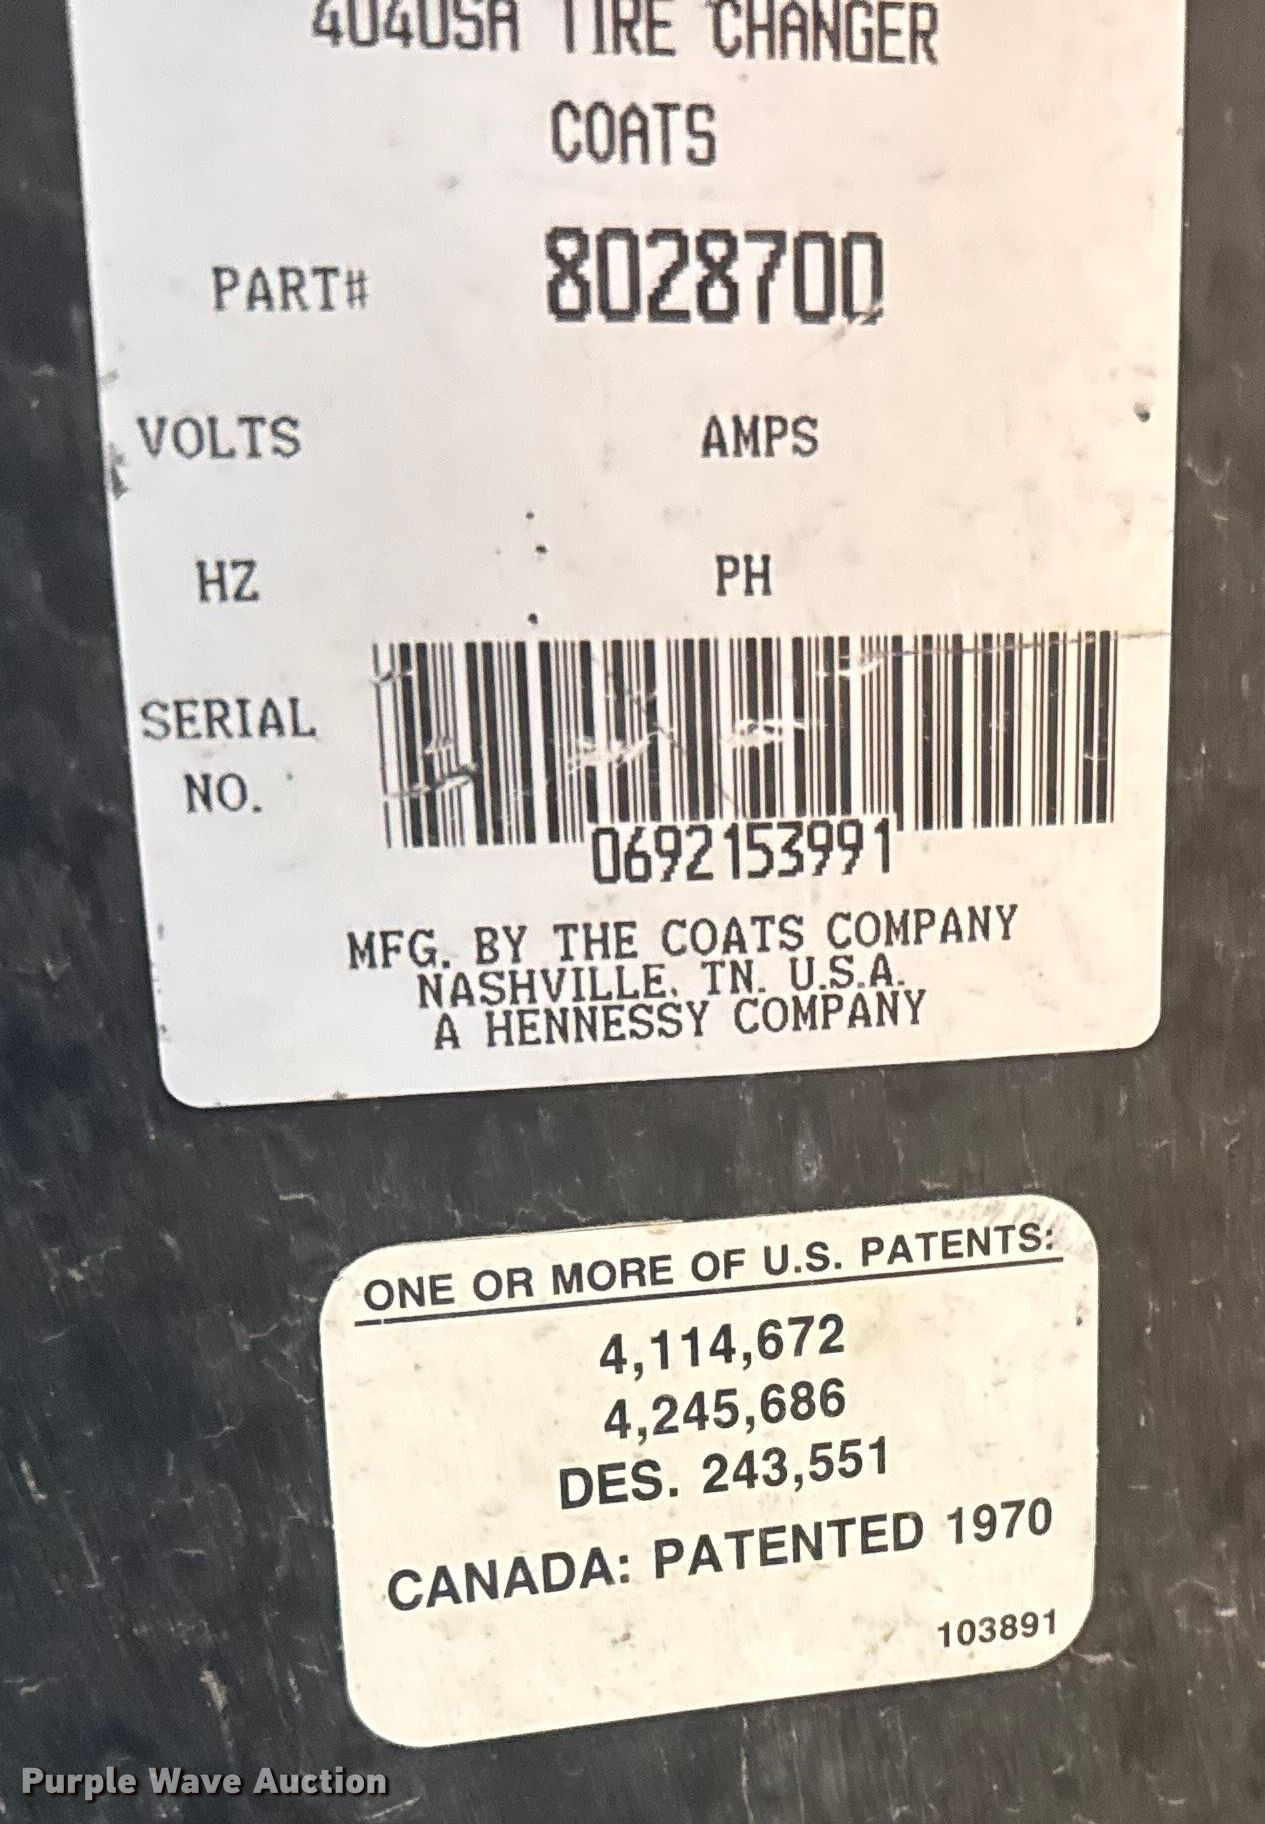 4040SA TIRE CHANGER
COATS
PART# 8028700
VOLTS AMPS
HZ PH
SERIAL
NO.
0692153991
MFG. BY THE COATS COMPANY
NASHVILLE, TN. U.S.A.
A HENNESSY COMPANY
ONE OR MORE OF U.S. PATENTS:
4,114,672
4,245,686
DES. 243,551
CANADA: PATENTED 1970
103891
Purple Wave Auction